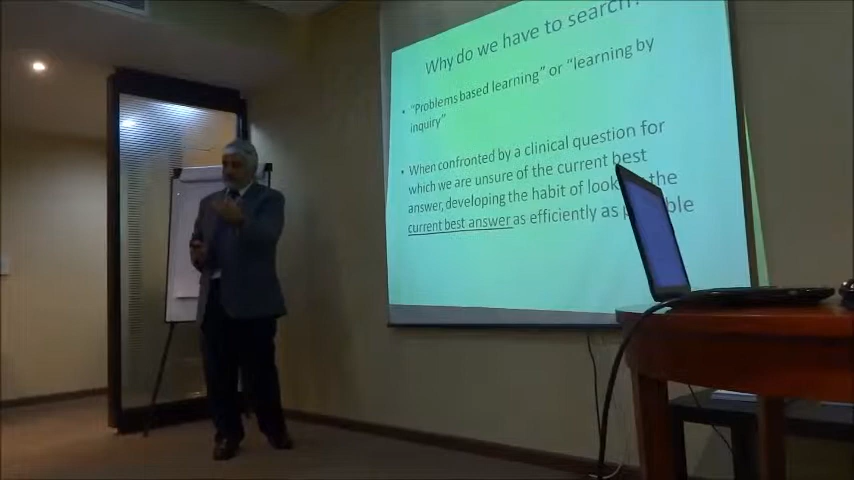 Why do we have to search?
• "Problems based learning" or "learning by
inquiry"
• When confronted by a clinical question for
which we are unsure of the current best
answer, developing the habit of looking the
current best answer as efficiently as